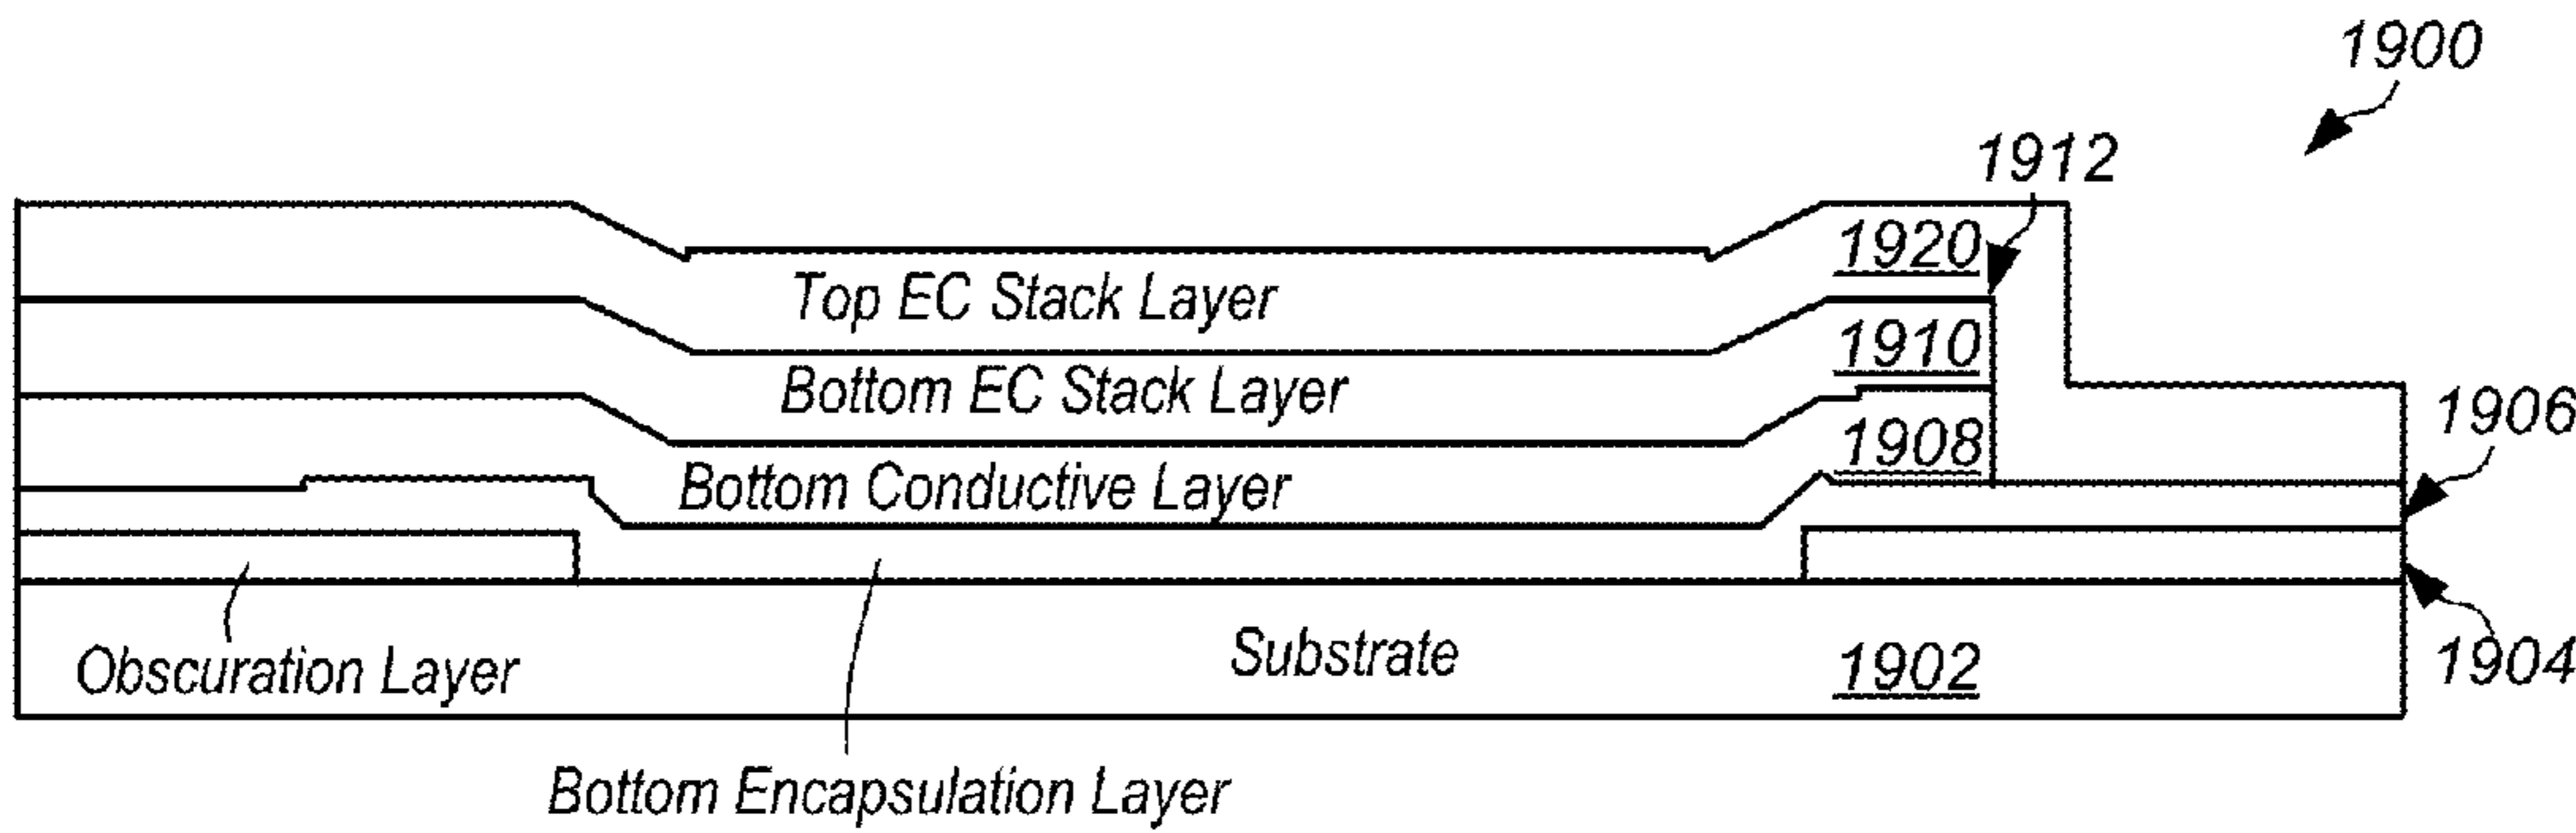 1900
1912
1920
Top EC Stack Layer
1910
Bottom EC Stack Layer
1906
1908
Bottom Conductive Layer
Obscuration Layer
Substrate
1902
1904
Bottom Encapsulation Layer